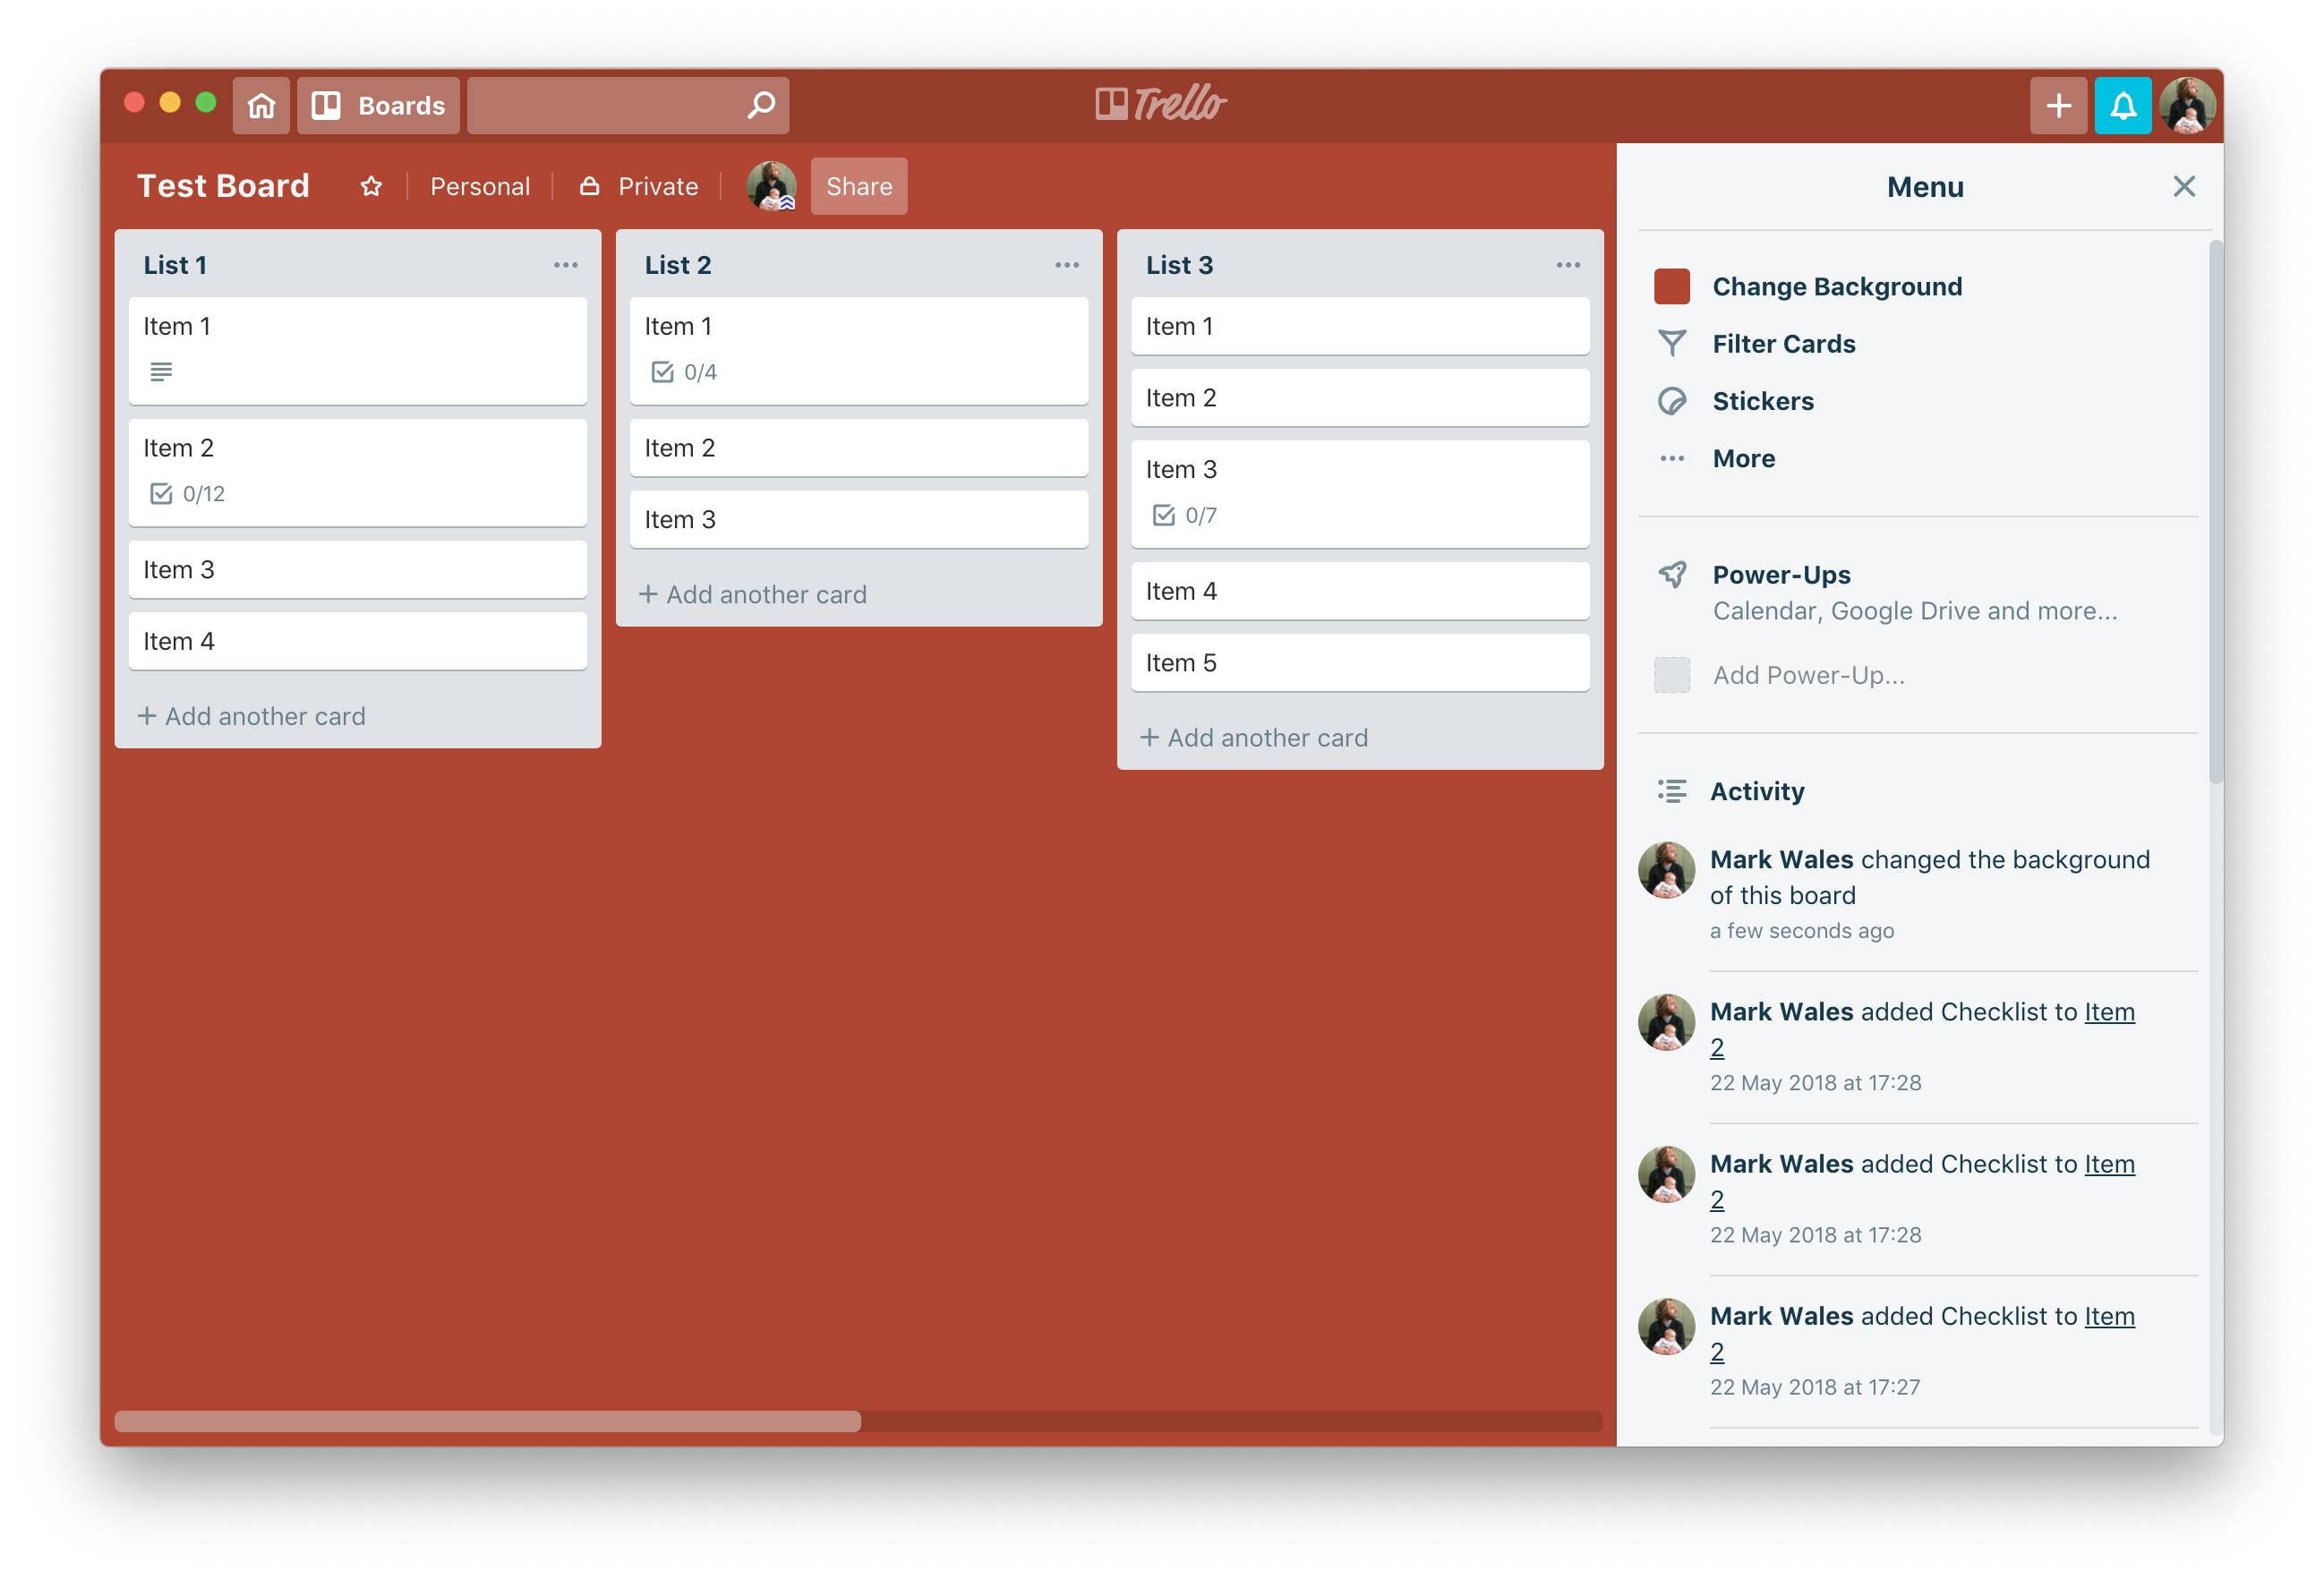 Boards
Trello
Test Board
Personal
Private
Share
List 1
Item 1
Item 2
0/12
Item 3
Item 4
+ Add another card
List 2
Item 1
0/4
Item 2
Item 3
+ Add another card
List 3
Item 1
Item 2
Item 3
0/7
Item 4
Item 5
+ Add another card
Menu
Change Background
Filter Cards
Stickers
More
Power-Ups
Calendar, Google Drive and more...
Add Power-Up...
Activity
Mark Wales changed the background
of this board
a few seconds ago
Mark Wales added Checklist to Item
2
22 May 2018 at 17:28
Mark Wales added Checklist to Item
2
22 May 2018 at 17:28
Mark Wales added Checklist to Item
2
22 May 2018 at 17:27